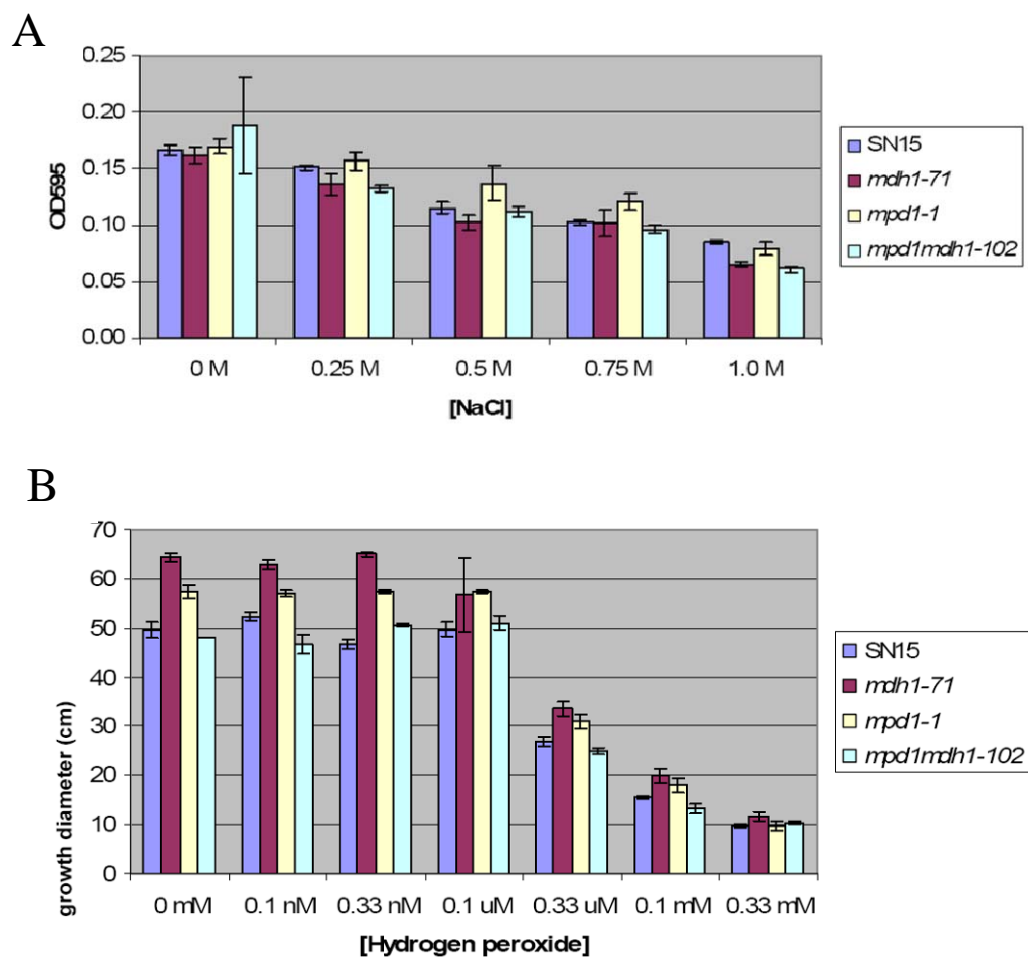 A
0.25
0.20
0.15
0.10
0.05
0.00
OD595
0 M 0.25 M 0.5 M 0.75 M 1.0 M
[NaCl]
SN15
mdh1-71
mpd1-1
mpd1mdh1-102
B
70
60
50
40
30
20
10
0
growth diameter (cm)
0 mM 0.1 nM 0.33 nM 0.1 uM 0.33 uM 0.1 mM 0.33 mM
[Hydrogen peroxide]
SN15
mdh1-71
mpd1-1
mpd1mdh1-102